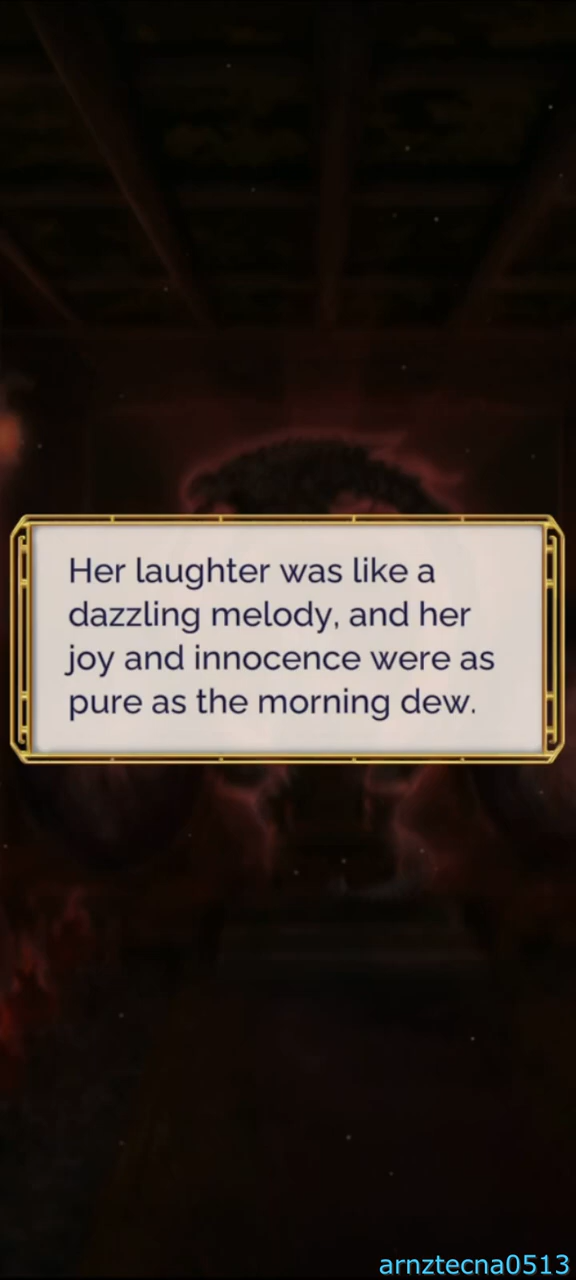 Her laughter was like a
dazzling melody, and her
joy and innocence were as
pure as the morning dew.
arnztecna0513